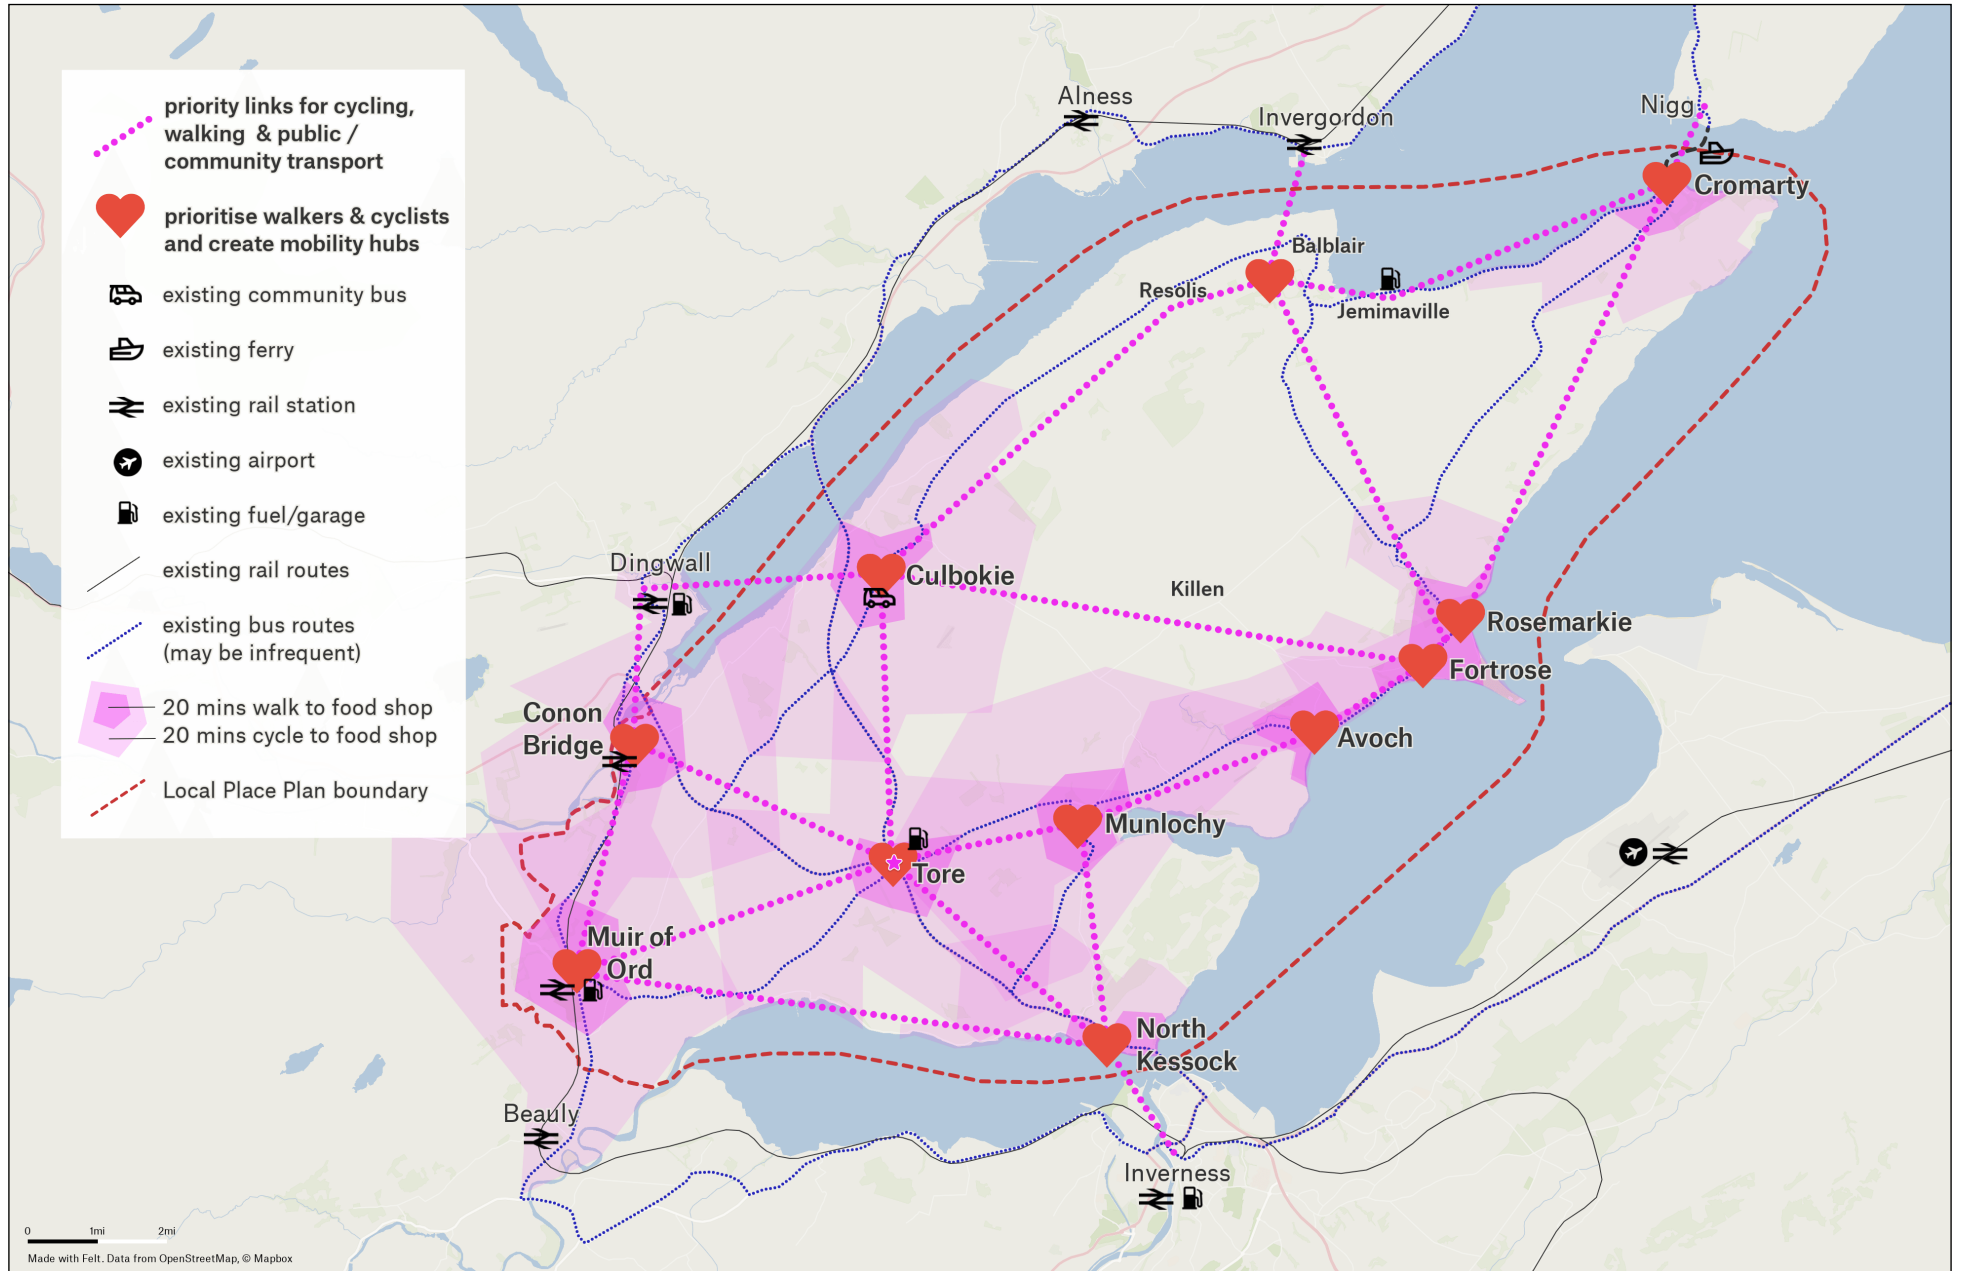 priority links for cycling,
walking & public /
community transport
prioritise walkers & cyclists
and create mobility hubs
existing community bus
existing ferry
existing rail station
existing airport
existing fuel/garage
existing rail routes
existing bus routes
(may be infrequent)
20 mins walk to food shop
20 mins cycle to food shop
Local Place Plan boundary
Alness
Invergordon
Nigg
Cromarty
Balblair
Resolis
Jemimaville
Dingwall
Culbokie
Killen
Rosemarkie
Fortrose
Conon
Bridge
Avoch
Munlochy
Tore
Muir of
Ord
North
Kessock
Beauly
Inverness
0 1mi 2mi
Made with Felt. Data from OpenStreetMap, © Mapbox